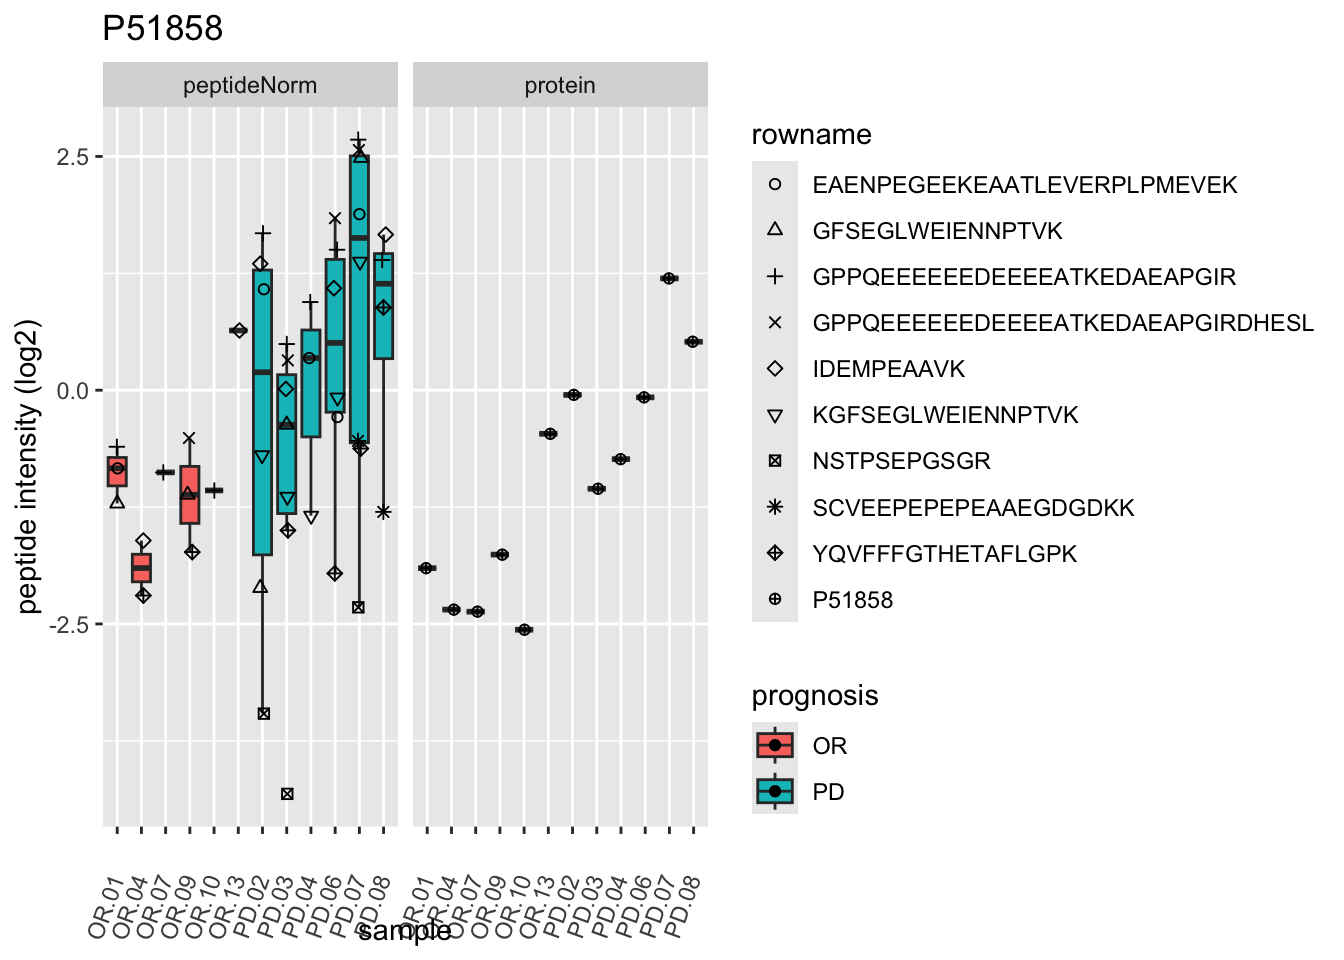 P51858
peptideNorm
protein
peptide intensity (log2)
2.5
0.0
-2.5
OR.01
OR.04
OR.07
OR.09
OR.10
OR.13
PD.02
PD.03
PD.04
PD.06
PD.07
PD.08
OR.01
OR.04
OR.07
OR.09
OR.10
OR.13
PD.02
PD.03
PD.04
PD.06
PD.07
PD.08
sample
rowname
EAENPEGEEKEAATLEVERPLPMEVEK
GFSEGLWEIENNPTVK
GPPQEEEEEEDEEEEATKEDAEAPGIR
GPPQEEEEEEDEEEEATKEDAEAPGIRDHESL
IDEMPEAAVK
KGFSEGLWEIENNPTVK
NSTPSEPGSGR
SCVEEPEPEPEAAEGDGDKK
YQVFFFGTHETAFLGPK
P51858
prognosis
OR
PD